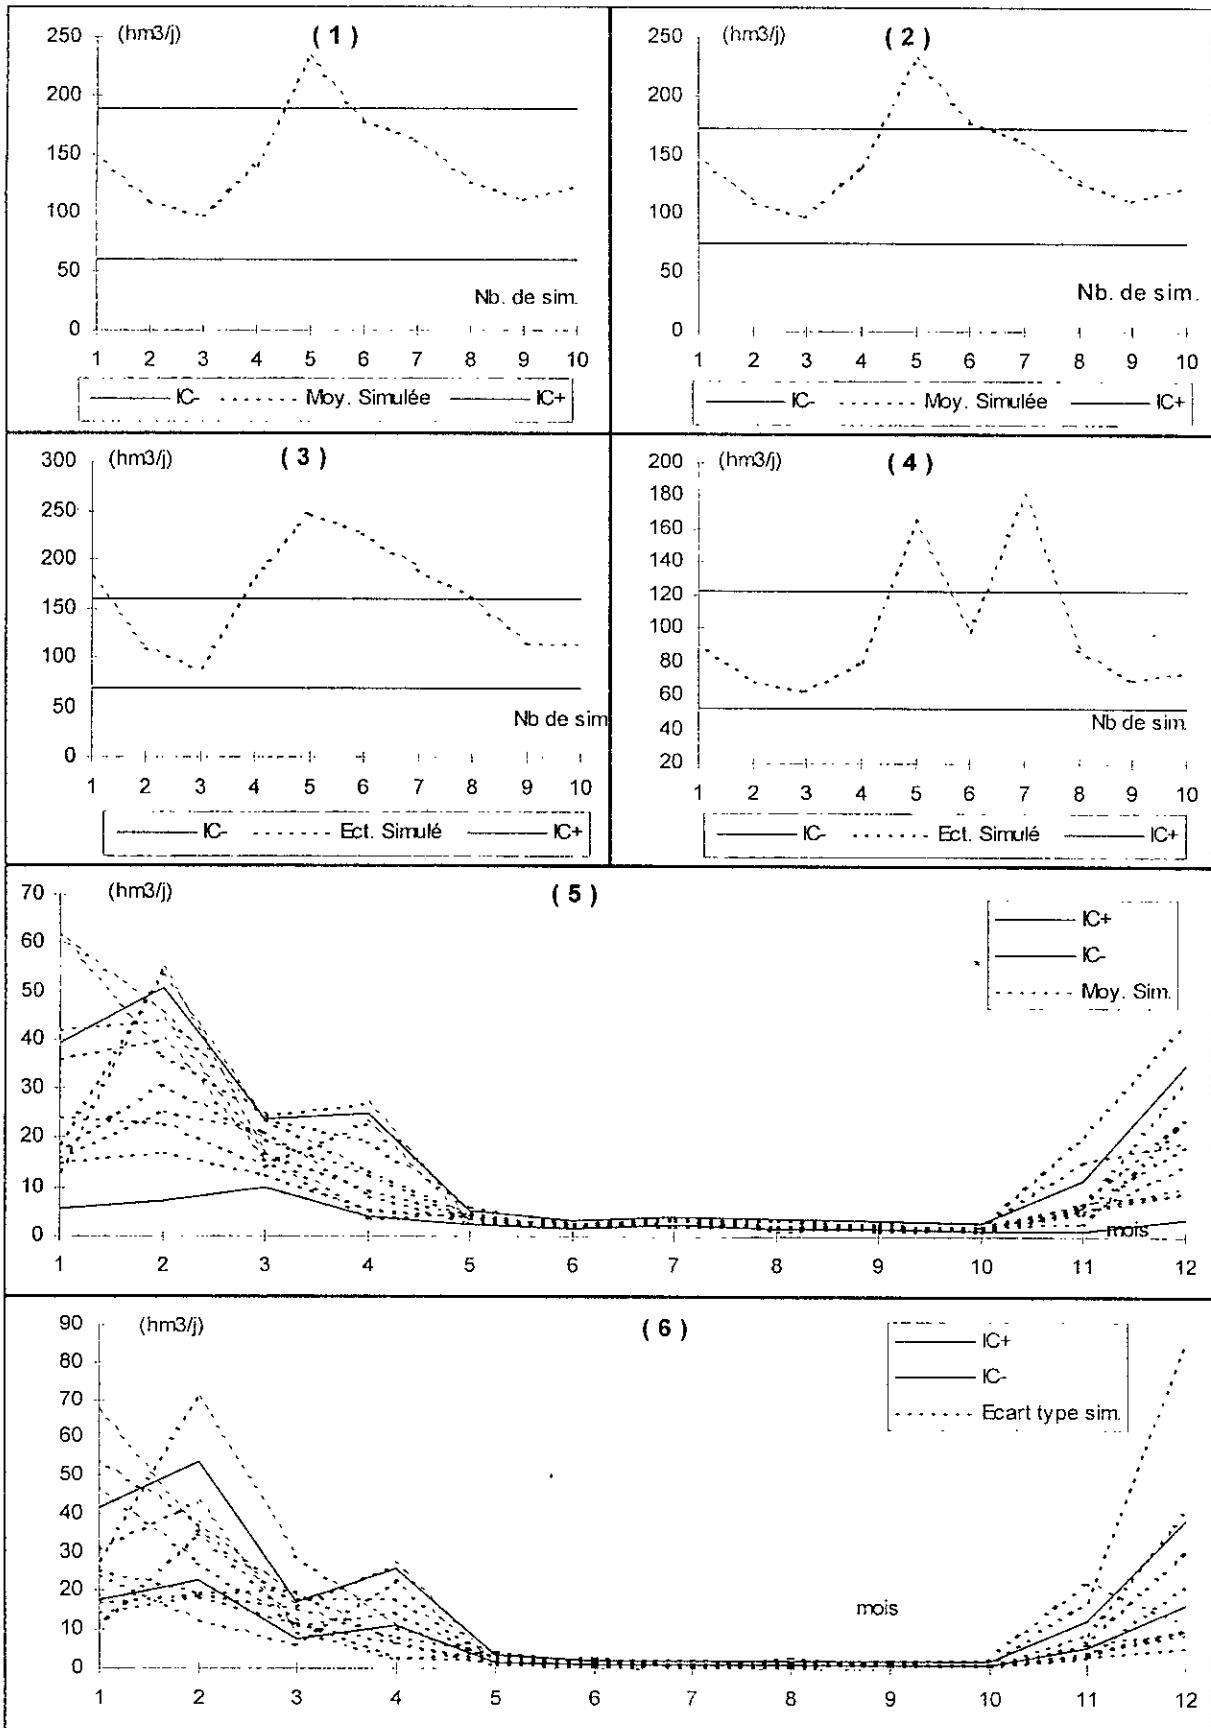 (hm3/j)
( 1 )
250
200
150
100
50
0
Nb. de sim.
1 2 3 4 5 6 7 8 9 10
IC- Moy. Simulée IC+
(hm3/j)
( 2 )
250
200
150
100
50
0
Nb. de sim.
1 2 3 4 5 6 7 8 9 10
IC- Moy. Simulée IC+
(hm3/j)
( 3 )
300
250
200
150
100
50
0
Nb de sim
1 2 3 4 5 6 7 8 9 10
IC- Ect. Simulé IC+
(hm3/j)
( 4 )
200
180
160
140
120
100
80
60
40
20
Nb de sim.
1 2 3 4 5 6 7 8 9 10
IC- Ect. Simulé IC+
(hm3/j)
( 5 )
70
60
50
40
30
20
10
0
IC+
IC-
Moy. Sim.
mois
1 2 3 4 5 6 7 8 9 10 11 12
(hm3/j)
( 6 )
90
80
70
60
50
40
30
20
10
0
IC+
IC-
Ecart type sim.
mois
1 2 3 4 5 6 7 8 9 10 11 12